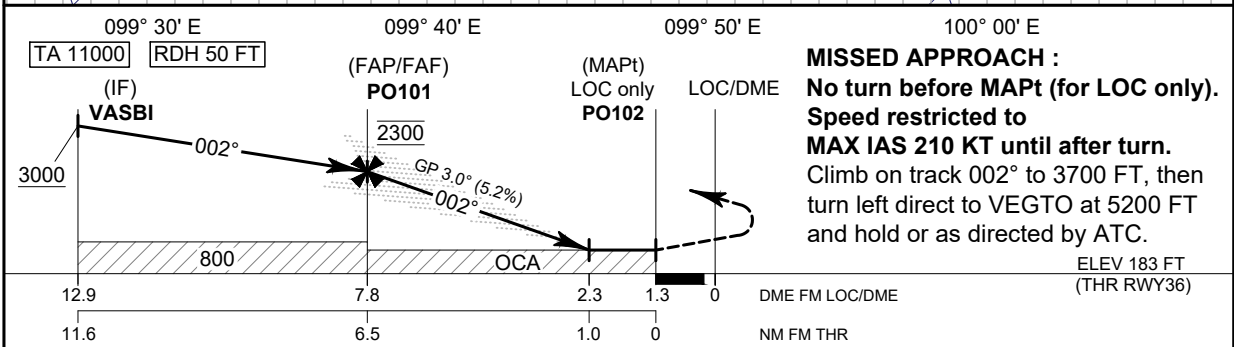 099° 30' E 099° 40' E 099° 50' E 100° 00' E
TA 11000 RDH 50 FT
(IF)
VASBI
(FAP/FAF)
PO101
(MAPt)
LOC only
PO102
LOC/DME
MISSED APPROACH :
No turn before MAPt (for LOC only).
Speed restricted to
MAX IAS 210 KT until after turn.
Climb on track 002° to 3700 FT, then
turn left direct to VEGTO at 5200 FT
and hold or as directed by ATC.
3000
002°
2300
GP 3.0° (5.2%)
002°
800
OCA
ELEV 183 FT
(THR RWY36)
12.9 7.8 2.3 1.3 0 DME FM LOC/DME
11.6 6.5 1.0 0 NM FM THR